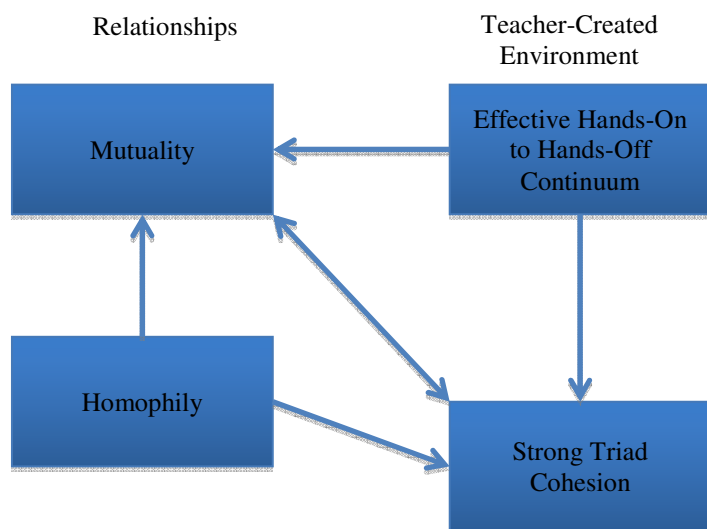 Relationships
Teacher-Created
Environment
Mutuality
Effective Hands-On
to Hands-Off
Continuum
Homophily
Strong Triad
Cohesion